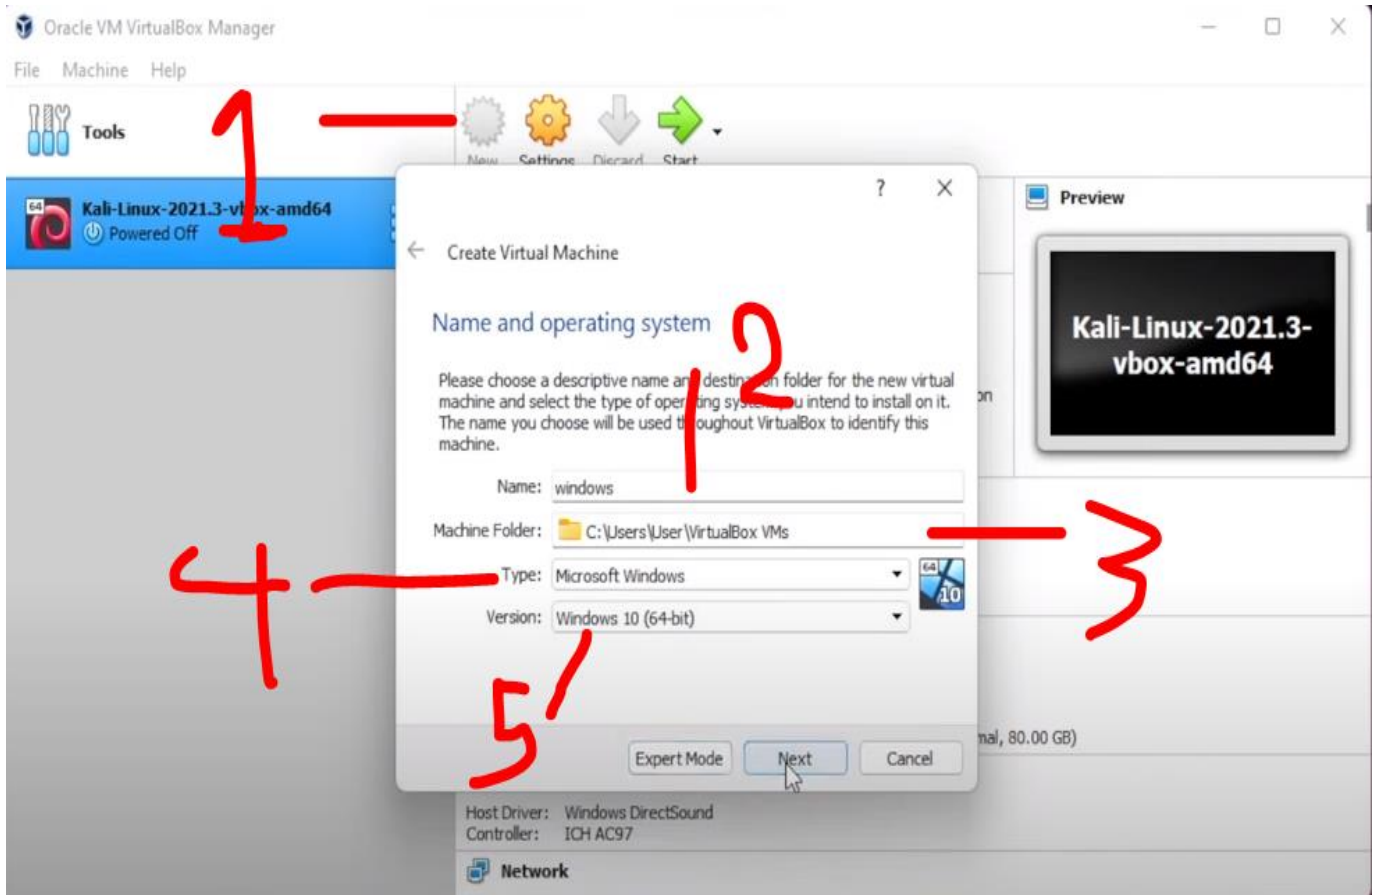 Oracle VM VirtualBox Manager
File Machine Help
1
Tools
New Settings Discard Start
64
Kali-Linux-2021.3-vbox-amd64
Powered Off
?
Preview
Create Virtual Machine
Kali-Linux-2021.3-
vbox-amd64
Name and operating system
2
Please choose a descriptive name and destination folder for the new virtual
machine and select the type of operating system you intend to install on it.
The name you choose will be used throughout VirtualBox to identify this
machine.
on
Name: windows
Machine Folder: C:\Users\User\VirtualBox VMs
3
4
Type: Microsoft Windows
64
10
Version: Windows 10 (64-bit)
5
mal, 80.00 GB)
Expert Mode Next Cancel
Host Driver: Windows DirectSound
Controller: ICH AC97
Network